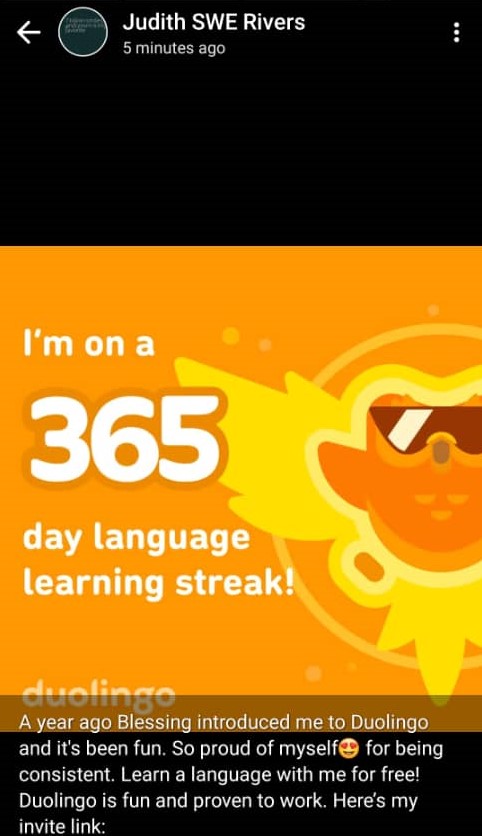 Judith SWE Rivers
5 minutes ago
I'm on a
365
day language
learning streak!
duolingo
A year ago Blessing introduced me to Duolingo
and it's been fun. So proud of myself😍 for being
consistent. Learn a language with me for free!
Duolingo is fun and proven to work. Here's my
invite link: